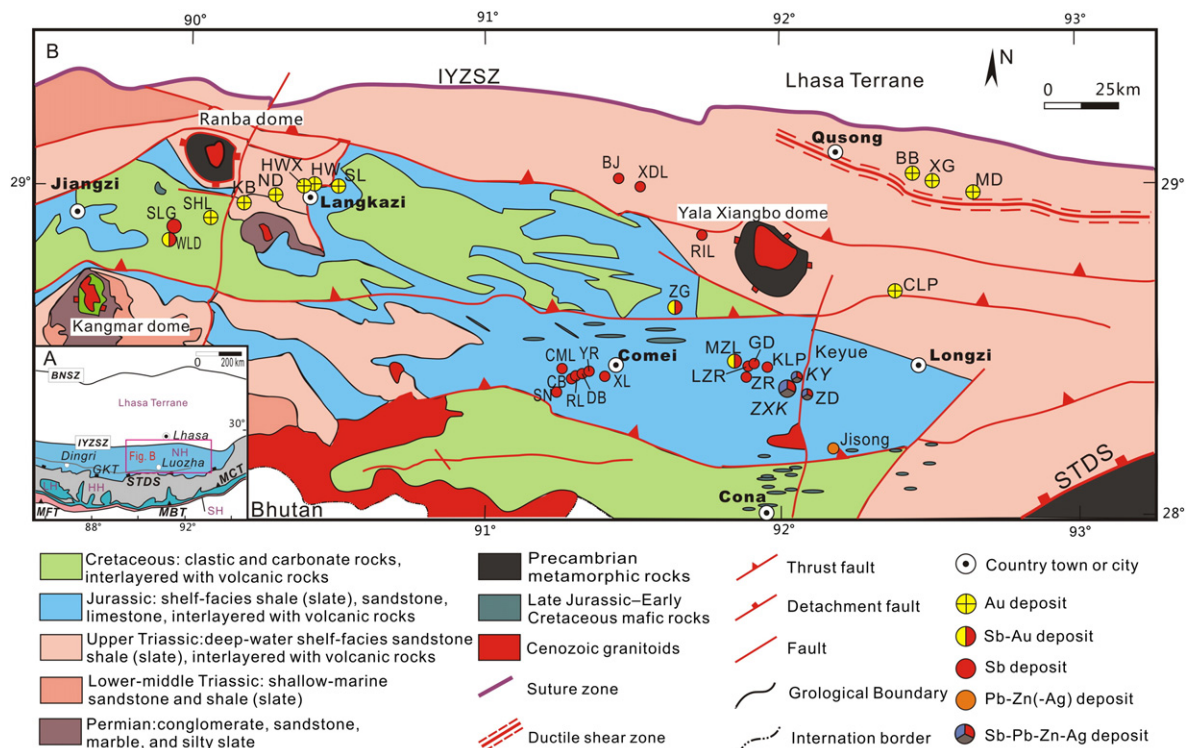 90°
91°
92°
93°
B
IYZSZ
Lhasa Terrane
N
0 25km
Ranba dome
Qusong
HWX
HW
SL
BJ
XDL
BB
XG
MD
29°
29°
Jiangzi
KB
ND
Langkazi
SHL
SLG
WLD
Yala Xiangbo dome
RIL
CLP
ZG
Kangmar dome
CML
YR
Comei
MZL
GD
KLP
Keyue
Longzi
CB
SN
RL
DB
XL
LZR
ZR
KY
ZXK
ZD
Jisong
STDS
Cona
Bhutan
28°
91°
92°
93°
A
0 200 km
BNSZ
Lhasa Terrane
30°
Lhasa
IYZSZ
Dingri
Fig. B
NH
GKT
Luozha
STDS
MCT
LH
HH
MFT
MBT
SH
88°
92°
Cretaceous: clastic and carbonate rocks,
interlayered with volcanic rocks
Jurassic: shelf-facies shale (slate), sandstone,
limestone, interlayered with volcanic rocks
Upper Triassic:deep-water shelf-facies sandstone
shale (slate), interlayered with volcanic rocks
Lower-middle Triassic: shallow-marine
sandstone and shale (slate)
Permian:conglomerate, sandstone,
marble, and silty slate
Precambrian
metamorphic rocks
Late Jurassic–Early
Cretaceous mafic rocks
Cenozoic granitoids
Suture zone
Ductile shear zone
Thrust fault
Detachment fault
Fault
Grological Boundary
Internation border
Country town or city
Au deposit
Sb-Au deposit
Sb deposit
Pb-Zn(-Ag) deposit
Sb-Pb-Zn-Ag deposit